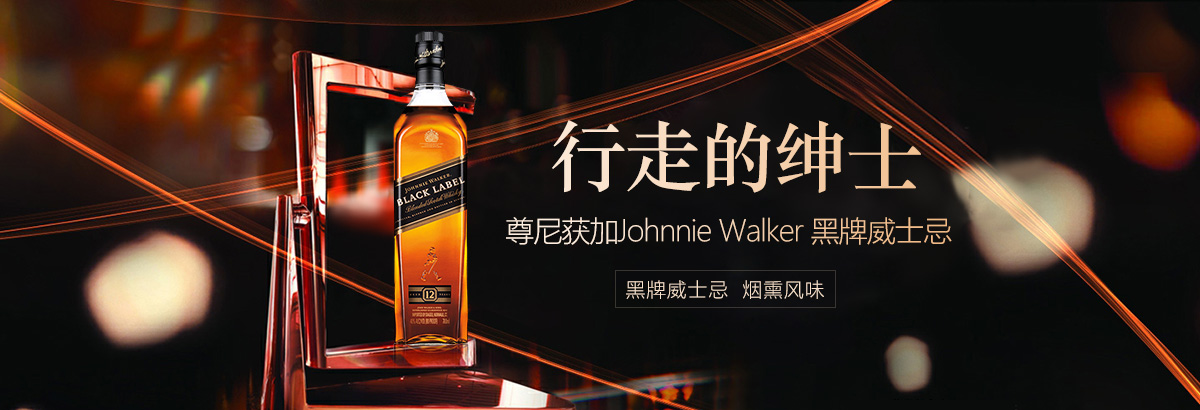 行走的绅士
尊尼获加Johnnie Walker 黑牌威士忌
黑牌威士忌 烟熏风味
JOHNNIE WALKER
BLACK LABEL
Blended Scotch Whisky
12